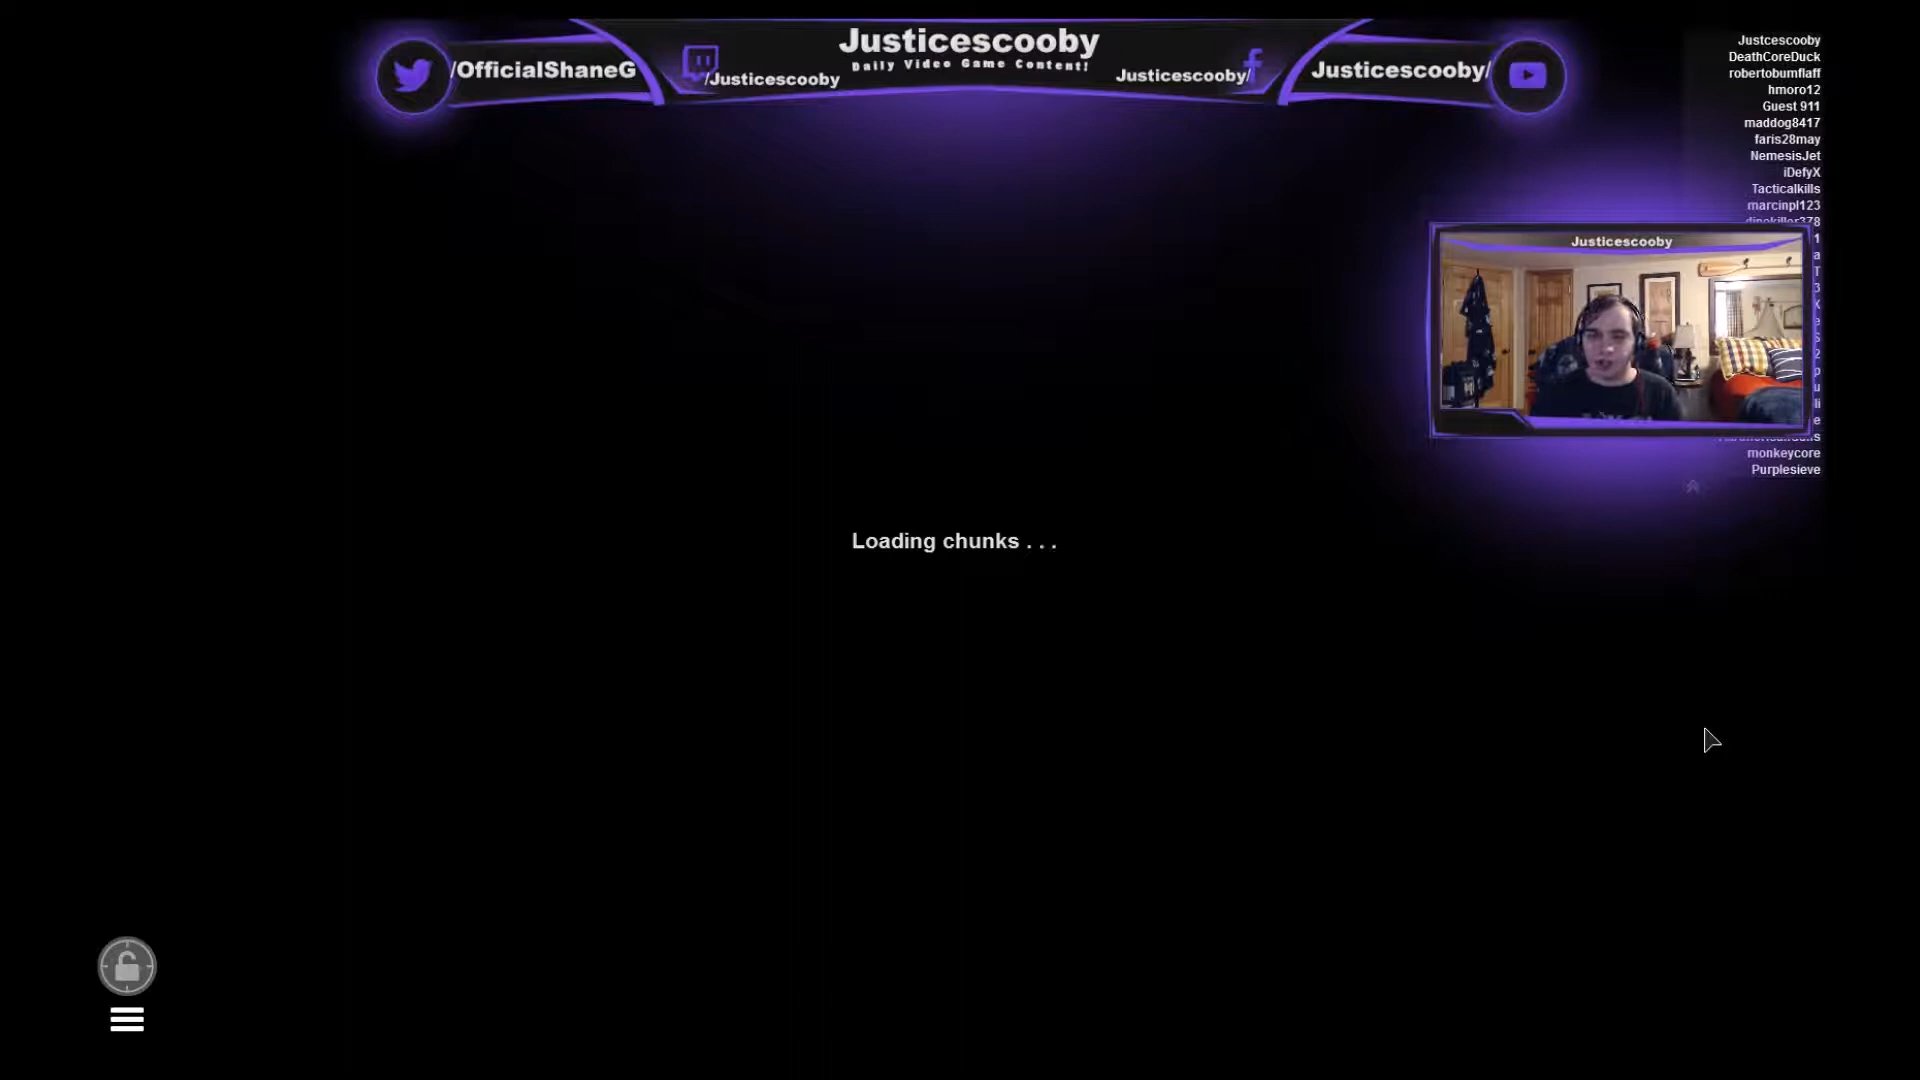 Justicescooby
Daily Video Game Content!
/OfficialShaneG
/Justicescooby
Justicescooby/
Justicescooby/
Justcescooby
DeathCoreDuck
robertobumflaff
hmoro12
Guest 911
maddog8417
faris28may
NemesisJet
iDefyX
Tacticalkills
marcinpl123
Justicescooby
monkeycore
Purplesieve
Loading chunks . . .